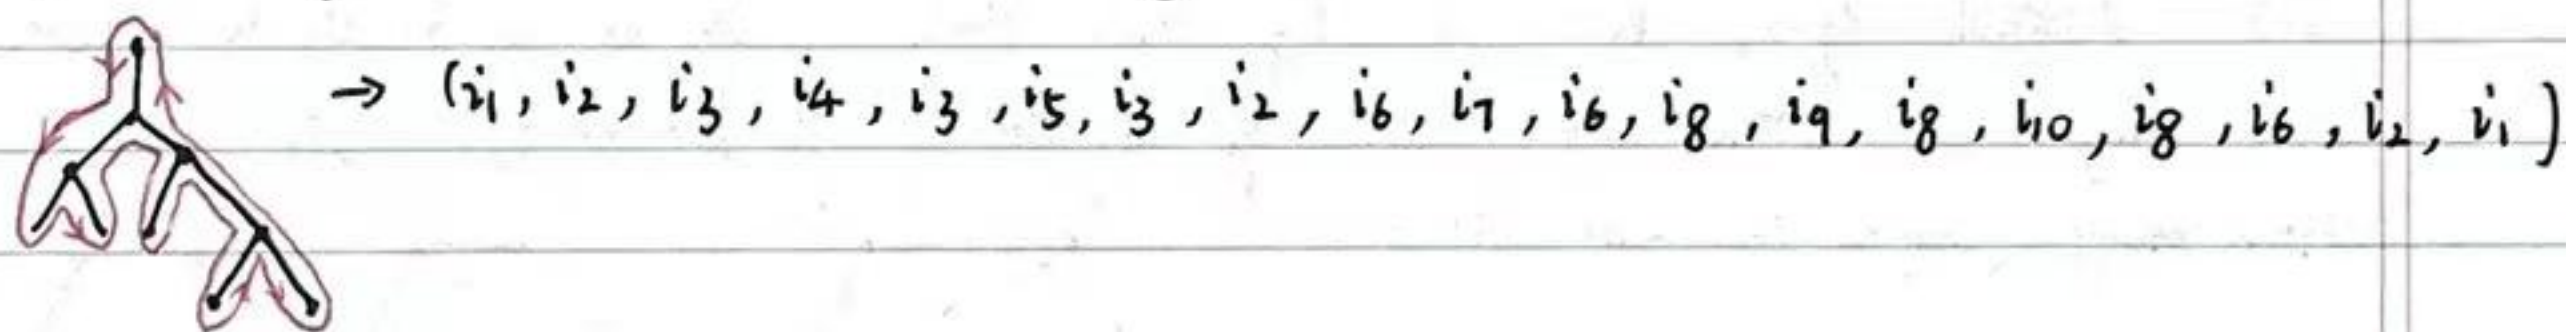 → (i₁, i₂, i₃, i₄, i₃, i₅, i₃, i₂, i₆, i₇, i₆, i₈, i₉, i₈, i₁₀, i₈, i₆, i₂, i₁)